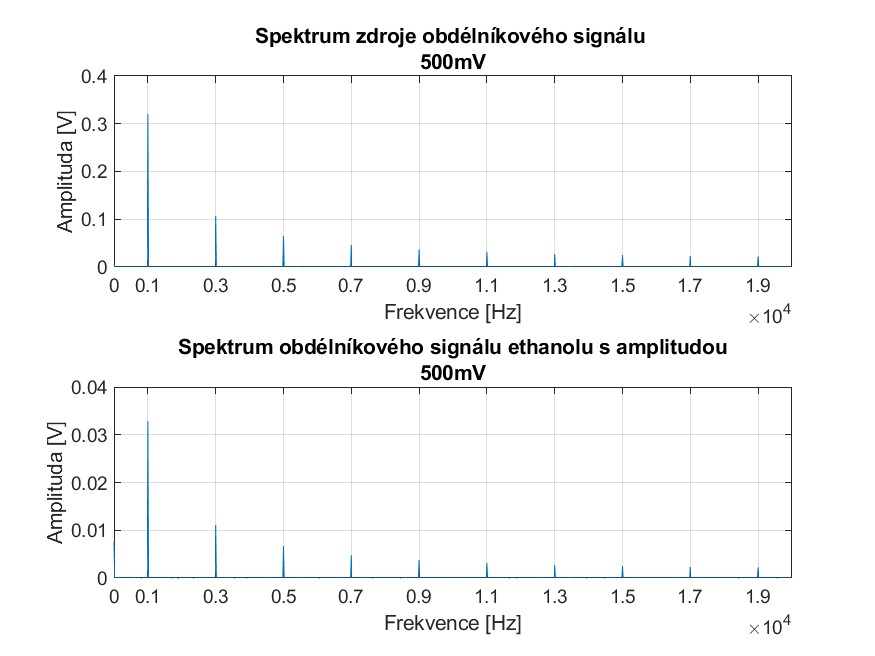 Spektrum zdroje obdélníkového signálu
500mV
0.4
0.3
0.2
0.1
0
Amplituda [V]
0 0.1 0.3 0.5 0.7 0.9 1.1 1.3 1.5 1.7 1.9
Frekvence [Hz]
×10⁴
Spektrum obdélníkového signálu ethanolu s amplitudou
500mV
0.04
0.03
0.02
0.01
0
Amplituda [V]
0 0.1 0.3 0.5 0.7 0.9 1.1 1.3 1.5 1.7 1.9
Frekvence [Hz]
×10⁴